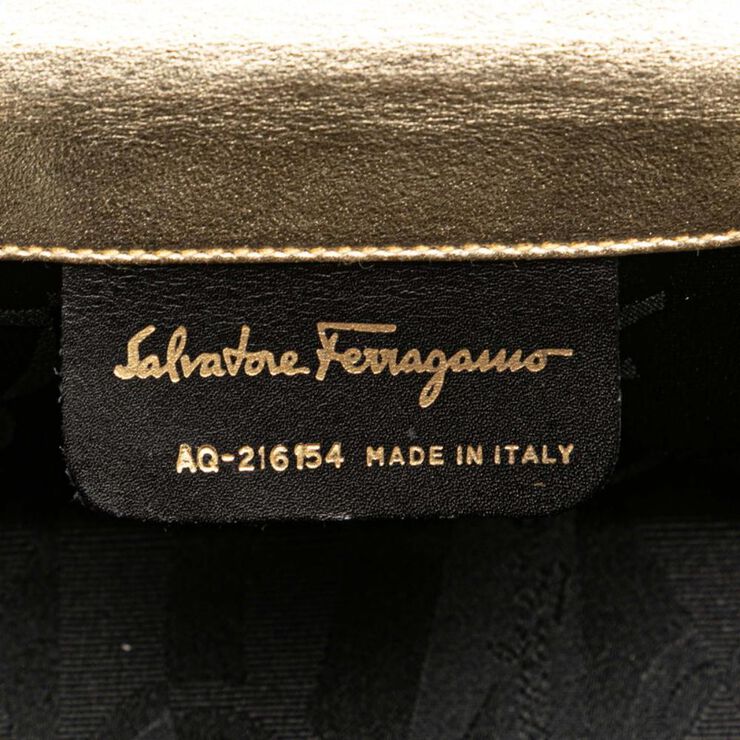 Salvatore Ferragamo
AQ-216154 MADE IN ITALY